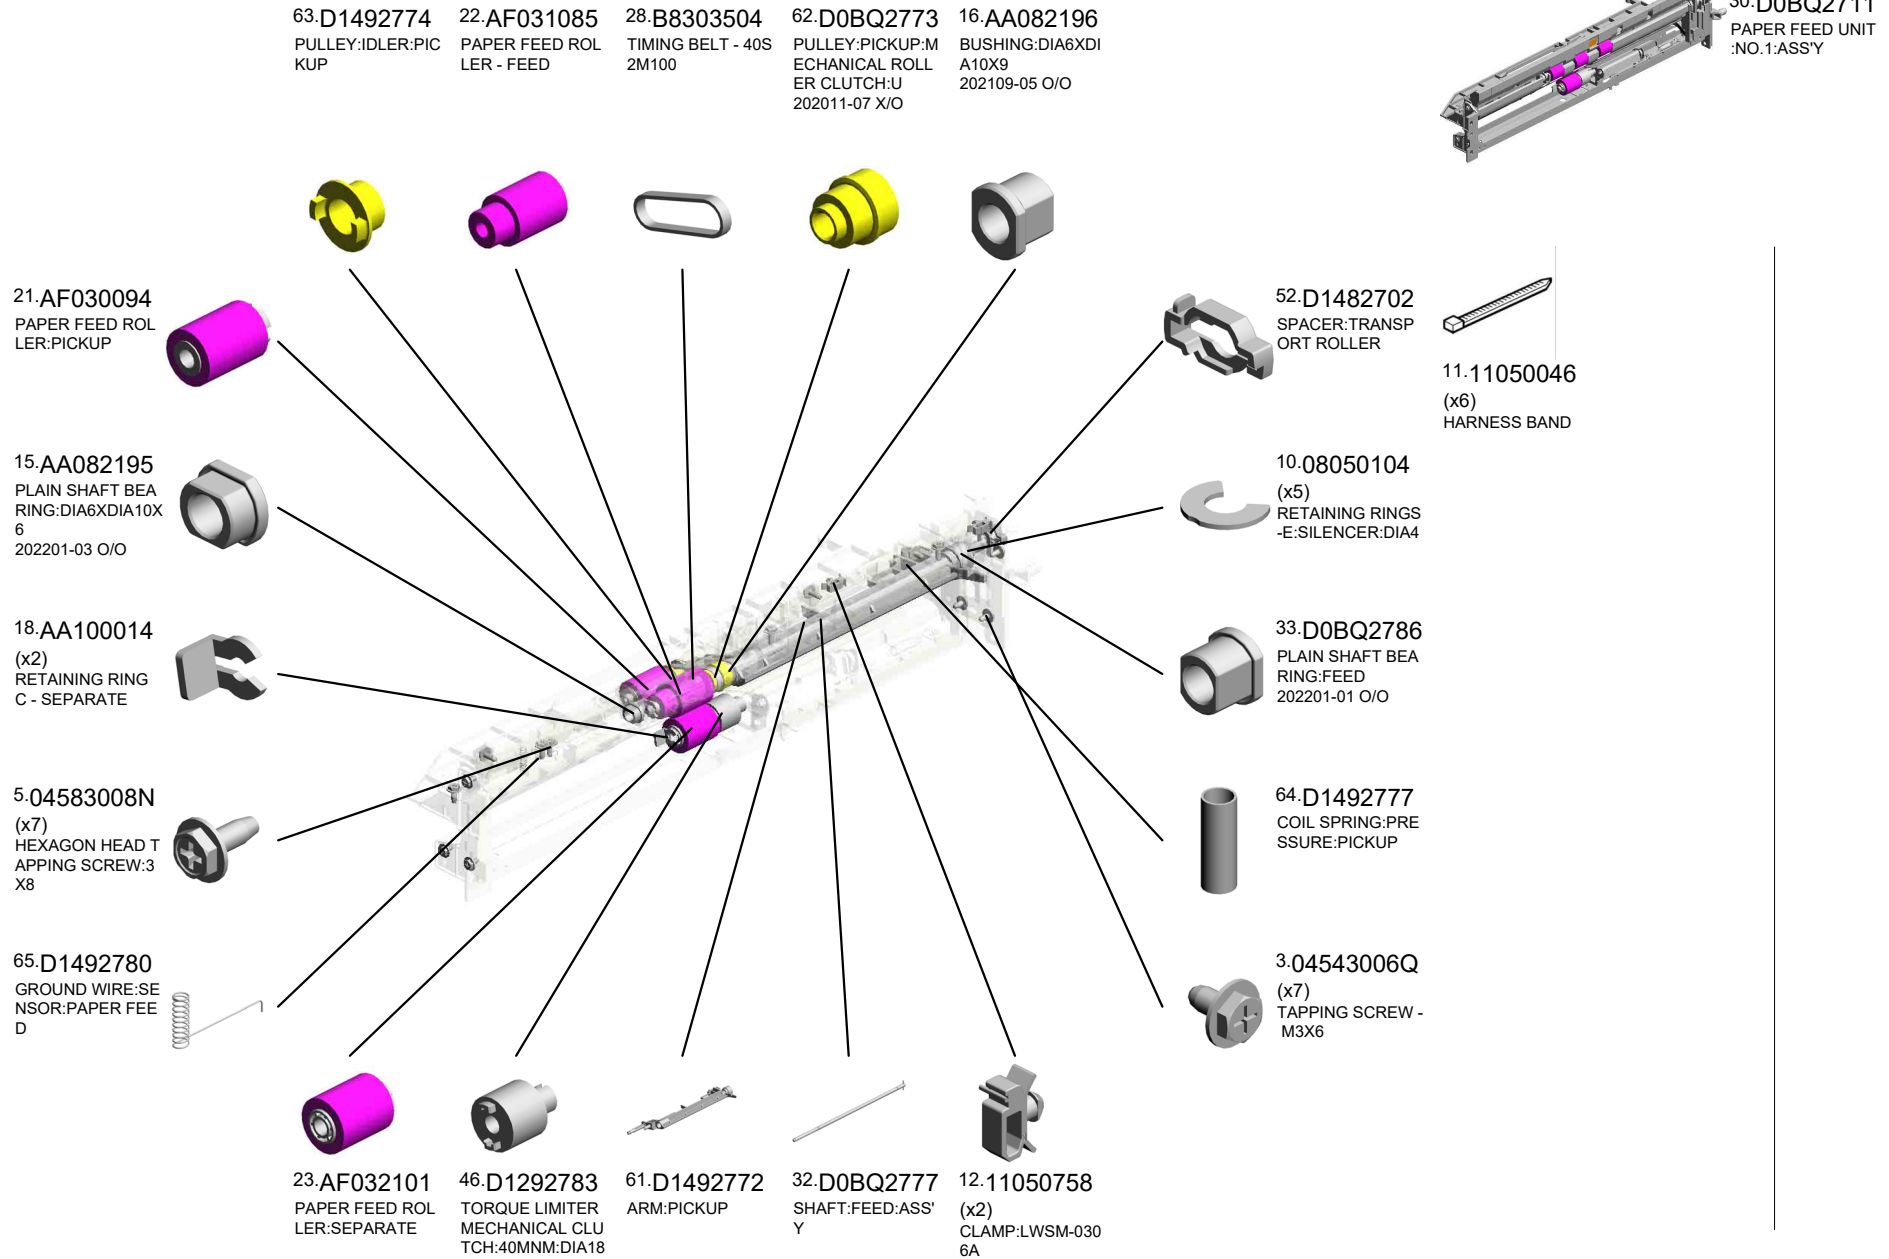 63.D1492774
PULLEY:IDLER:PIC
KUP
22.AF031085
PAPER FEED ROL
LER - FEED
28.B8303504
TIMING BELT - 40S
2M100
62.D0BQ2773
PULLEY:PICKUP:M
ECHANICAL ROLL
ER CLUTCH:U
202011-07 X/O
16.AA082196
BUSHING:DIA6XDI
A10X9
202109-05 O/O
30.D0BQ2711
PAPER FEED UNIT
:NO.1:ASS'Y
21.AF030094
PAPER FEED ROL
LER:PICKUP
52.D1482702
SPACER:TRANSP
ORT ROLLER
11.11050046
(x6)
HARNESS BAND
15.AA082195
PLAIN SHAFT BEA
RING:DIA6XDIA10X
6
202201-03 O/O
10.08050104
(x5)
RETAINING RINGS
-E:SILENCER:DIA4
18.AA100014
(x2)
RETAINING RING
C - SEPARATE
33.D0BQ2786
PLAIN SHAFT BEA
RING:FEED
202201-01 O/O
5.04583008N
(x7)
HEXAGON HEAD T
APPING SCREW:3
X8
64.D1492777
COIL SPRING:PRE
SSURE:PICKUP
65.D1492780
GROUND WIRE:SE
NSOR:PAPER FEE
D
3.04543006Q
(x7)
TAPPING SCREW -
M3X6
23.AF032101
PAPER FEED ROL
LER:SEPARATE
46.D1292783
TORQUE LIMITER
MECHANICAL CLU
TCH:40MNM:DIA18
61.D1492772
ARM:PICKUP
32.D0BQ2777
SHAFT:FEED:ASS'
Y
12.11050758
(x2)
CLAMP:LWSM-030
6A